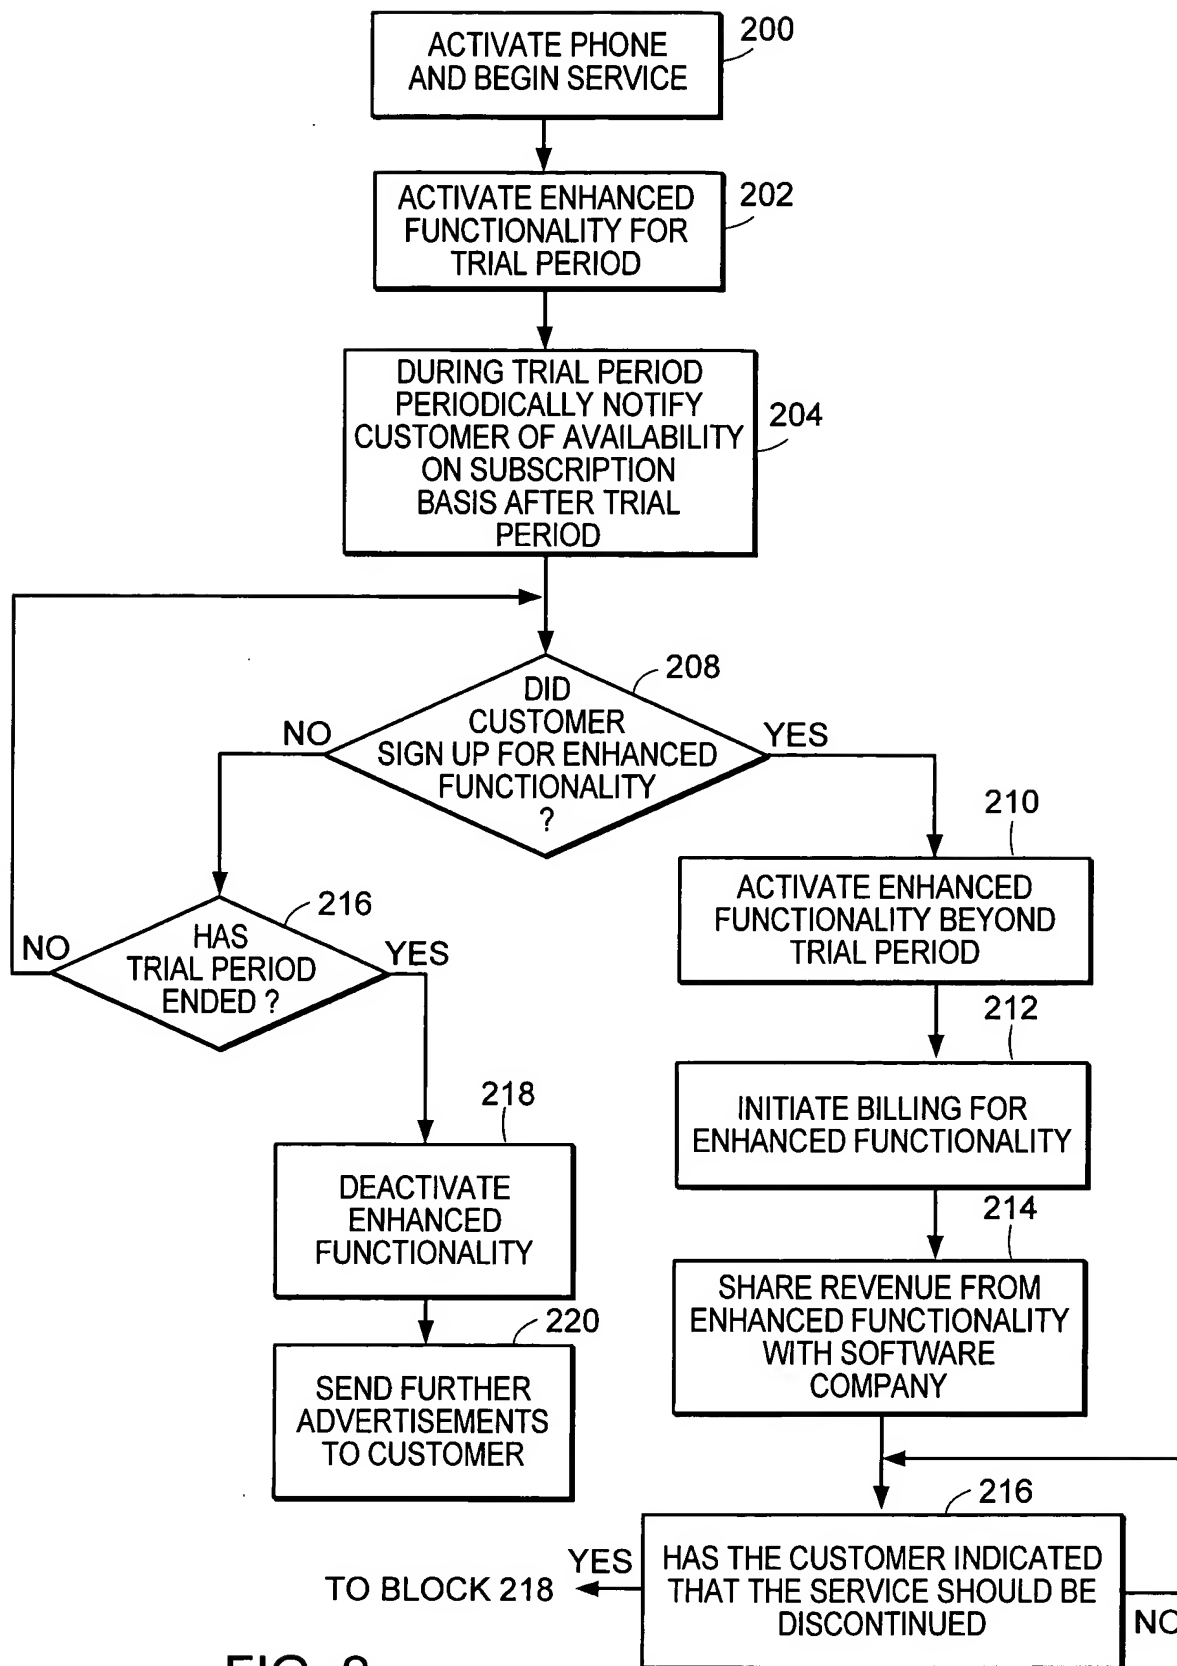 200
ACTIVATE PHONE
AND BEGIN SERVICE
202
ACTIVATE ENHANCED
FUNCTIONALITY FOR
TRIAL PERIOD
204
DURING TRIAL PERIOD
PERIODICALLY NOTIFY
CUSTOMER OF AVAILABILITY
ON SUBSCRIPTION
BASIS AFTER TRIAL
PERIOD
208
DID
CUSTOMER
SIGN UP FOR ENHANCED
FUNCTIONALITY
?
NO
YES
216
HAS
TRIAL PERIOD
ENDED ?
NO
YES
210
ACTIVATE ENHANCED
FUNCTIONALITY BEYOND
TRIAL PERIOD
212
INITIATE BILLING FOR
ENHANCED FUNCTIONALITY
218
DEACTIVATE
ENHANCED
FUNCTIONALITY
214
SHARE REVENUE FROM
ENHANCED FUNCTIONALITY
WITH SOFTWARE
COMPANY
220
SEND FURTHER
ADVERTISEMENTS
TO CUSTOMER
216
HAS THE CUSTOMER INDICATED
THAT THE SERVICE SHOULD BE
DISCONTINUED
YES
TO BLOCK 218
NO
FIG.